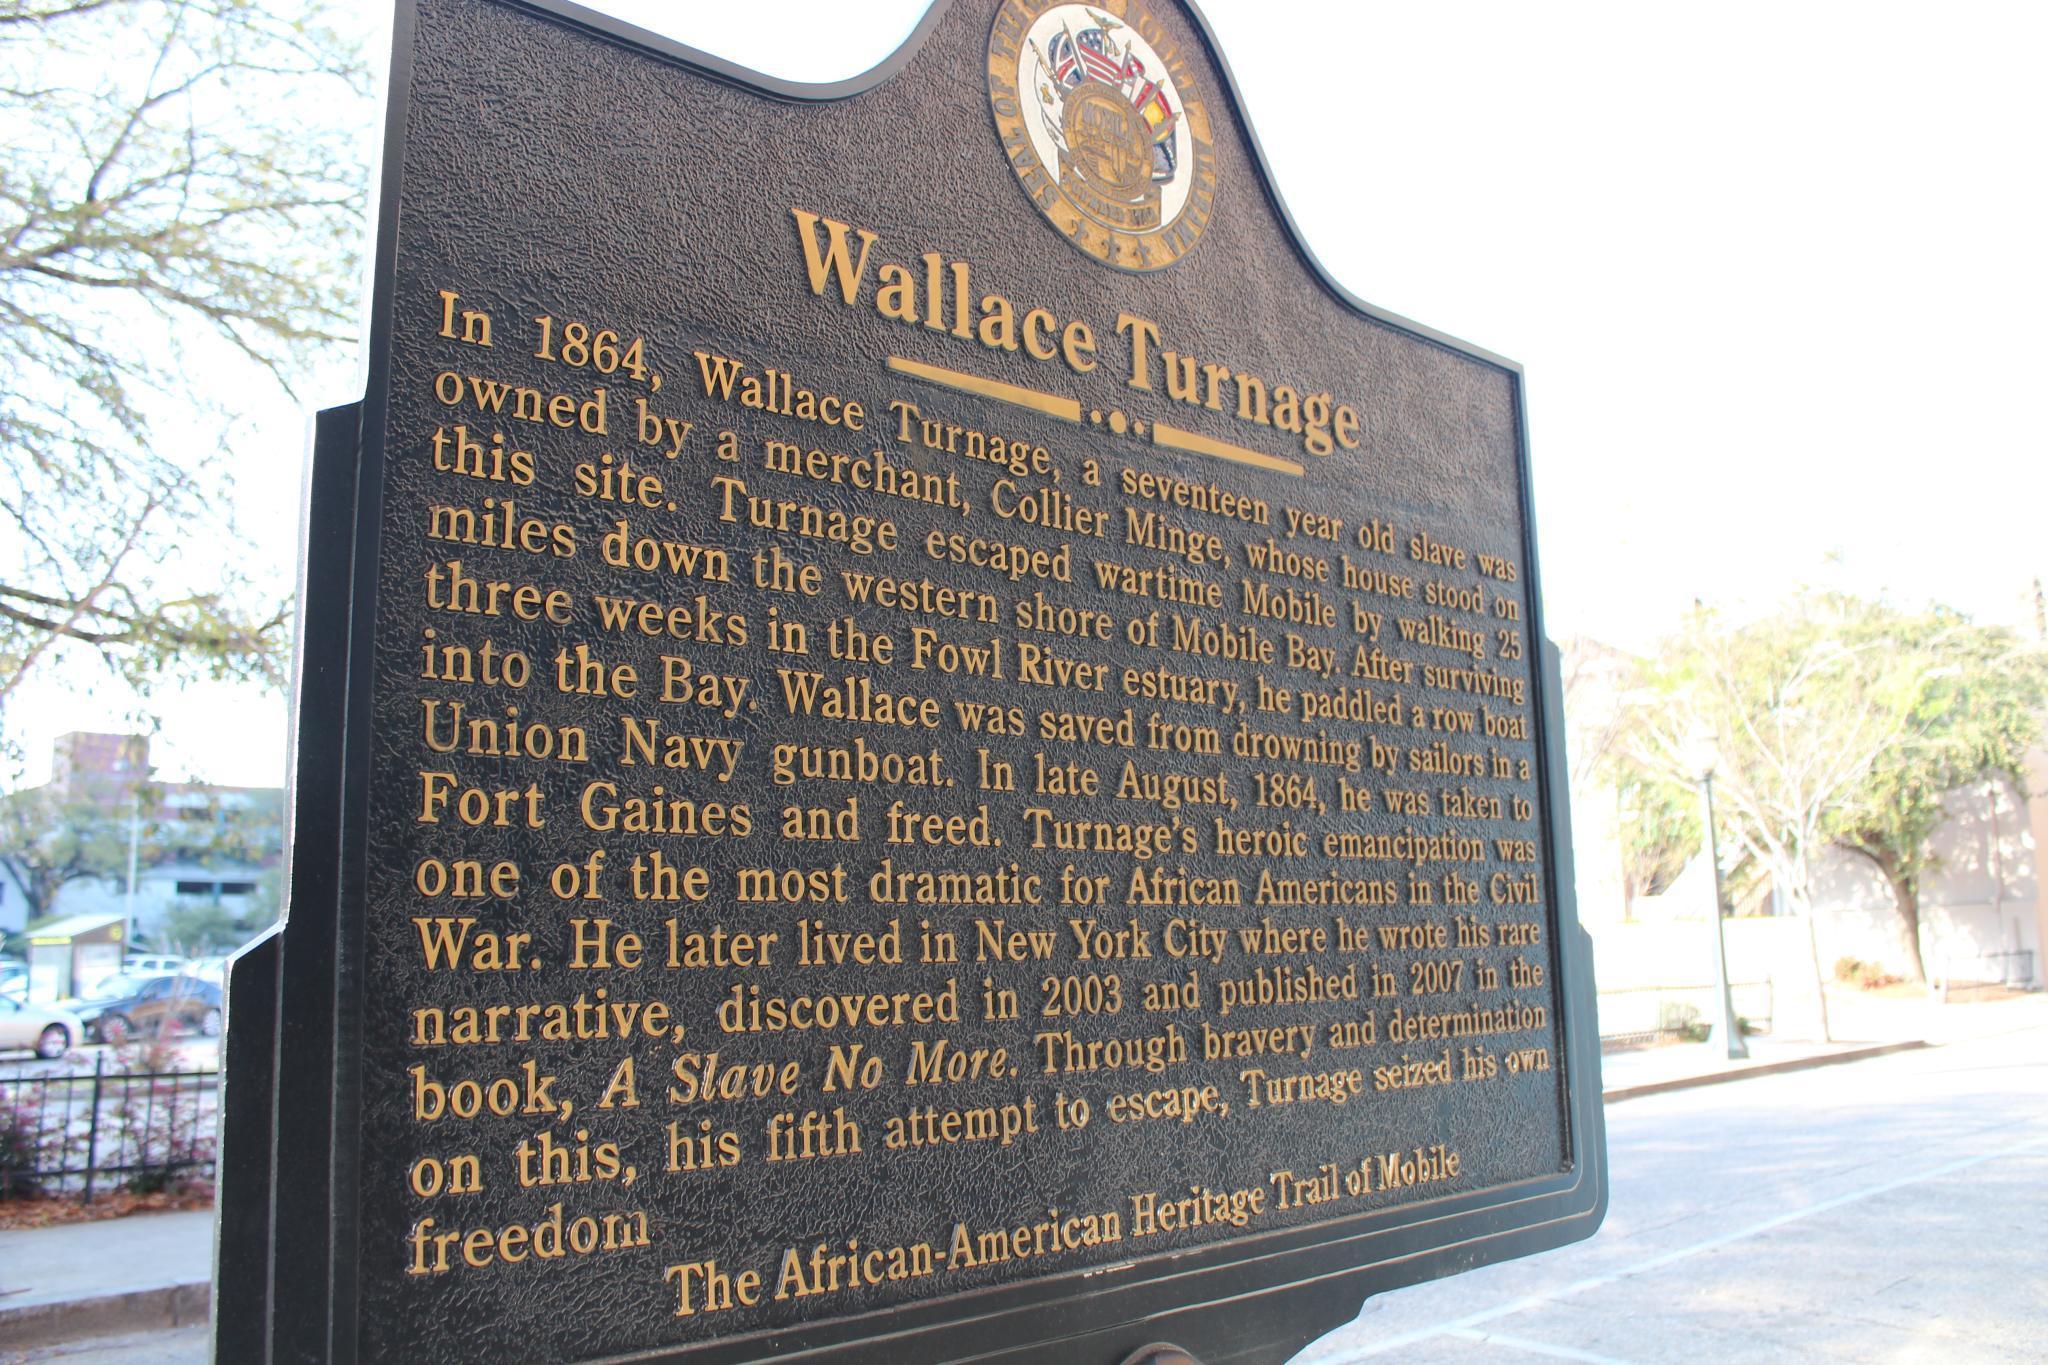 SEAL OF THE MOBILE ALABAMA
MOBILE
Wallace Turnage
In 1864, Wallace Turnage, a seventeen year old slave was
owned by a merchant, Collier Minge, whose house stood on
this site. Turnage escaped wartime Mobile by walking 25
miles down the western shore of Mobile Bay. After surviving
three weeks in the Fowl River estuary, he paddled a row boat
into the Bay. Wallace was saved from drowning by sailors in a
Union Navy gunboat. In late August, 1864, he was taken to
Fort Gaines and freed. Turnage's heroic emancipation was
one of the most dramatic for African Americans in the Civil
War. He later lived in New York City where he wrote his rare
narrative, discovered in 2003 and published in 2007 in the
book, A Slave No More. Through bravery and determination
on this, his fifth attempt to escape, Turnage seized his own
freedom
The African-American Heritage Trail of Mobile